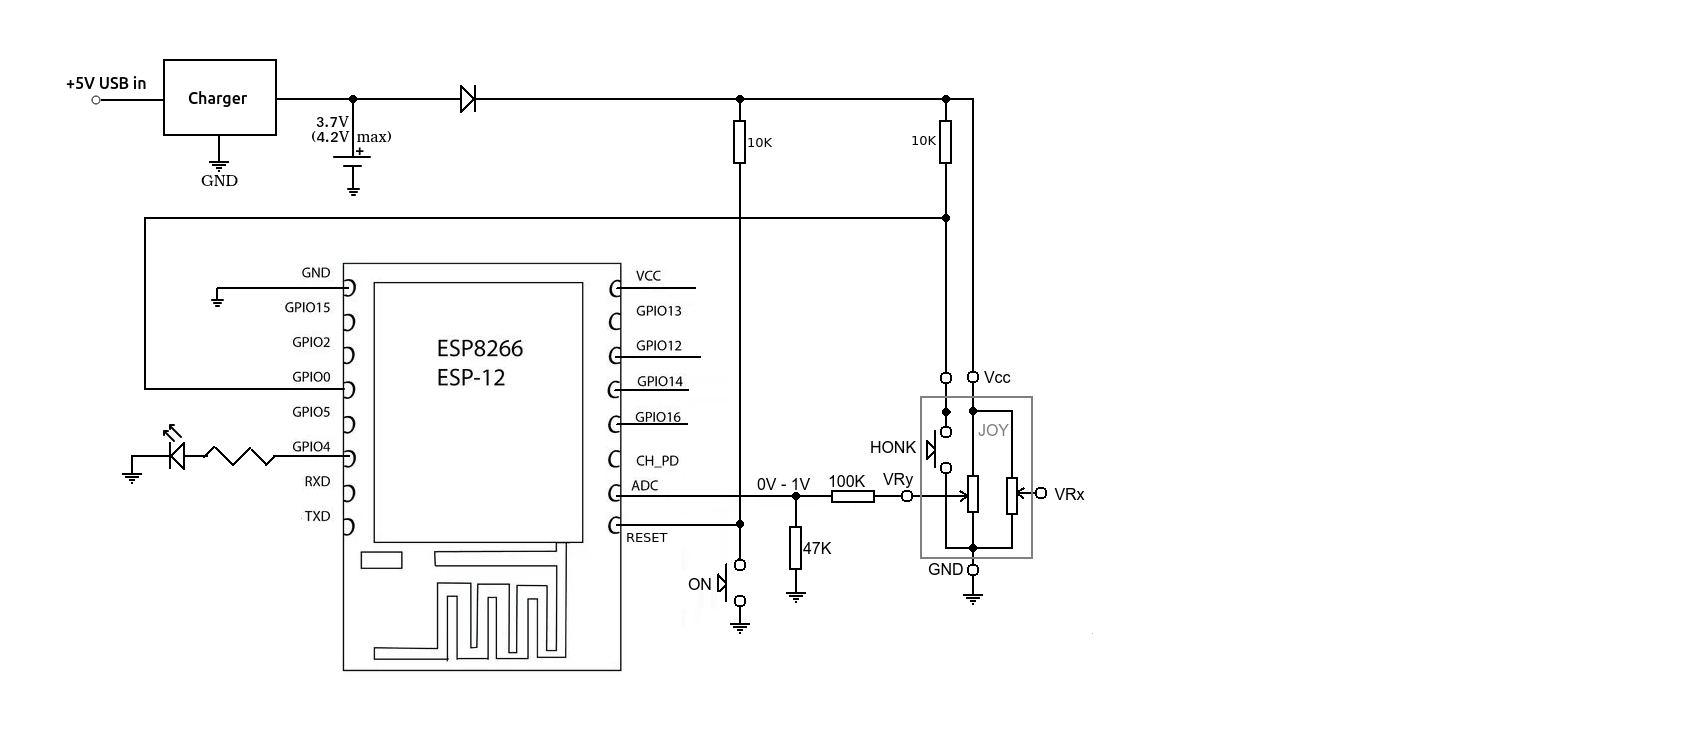 +5V USB in
Charger
3.7V
(4.2V max)
+
GND
10K
10K
GND
GPIO15
GPIO2
GPIO0
GPIO5
GPIO4
RXD
TXD
ESP8266
ESP-12
VCC
GPIO13
GPIO12
GPIO14
GPIO16
CH_PD
ADC
RESET
0V - 1V
100K
VRy
47K
ON
HONK
Vcc
JOY
VRx
GND